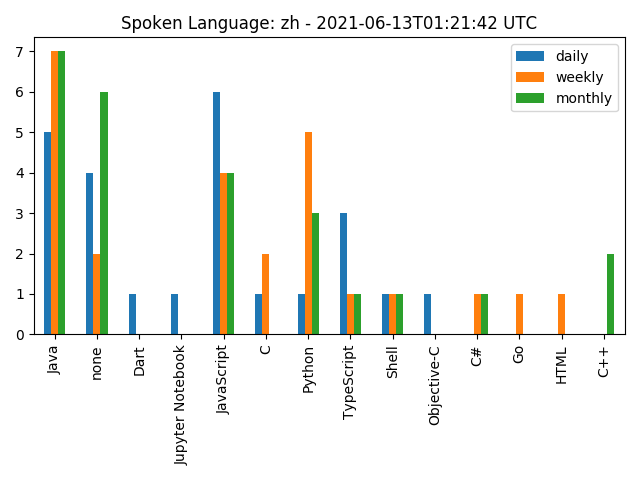 Spoken Language: zh - 2021-06-13T01:21:42 UTC
daily
weekly
monthly
7
6
5
4
3
2
1
0
Java
none
Dart
Jupyter Notebook
JavaScript
C
Python
TypeScript
Shell
Objective-C
C#
Go
HTML
C++